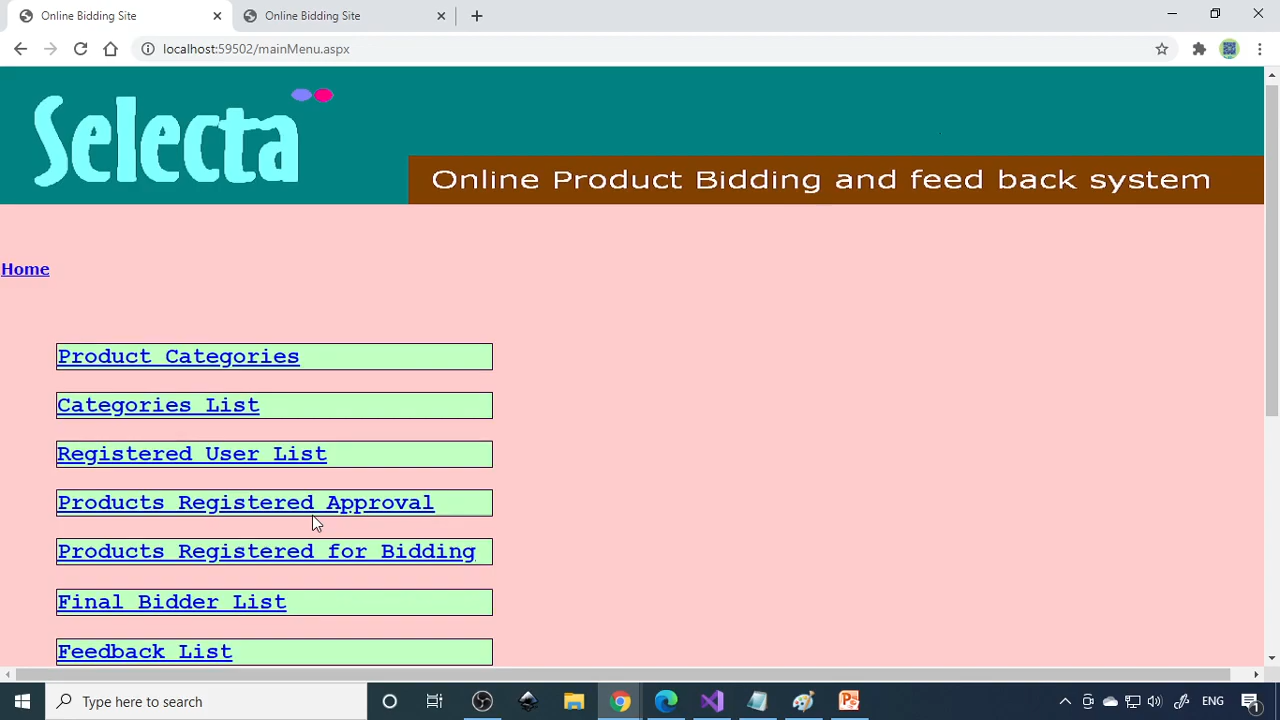 Online Bidding Site
Online Bidding Site
localhost:59502/mainMenu.aspx
Selecta
Online Product Bidding and feed back system
Home
Product Categories
Categories List
Registered User List
Products Registered Approval
Products Registered for Bidding
Final Bidder List
Feedback List
Type here to search
ENG
1